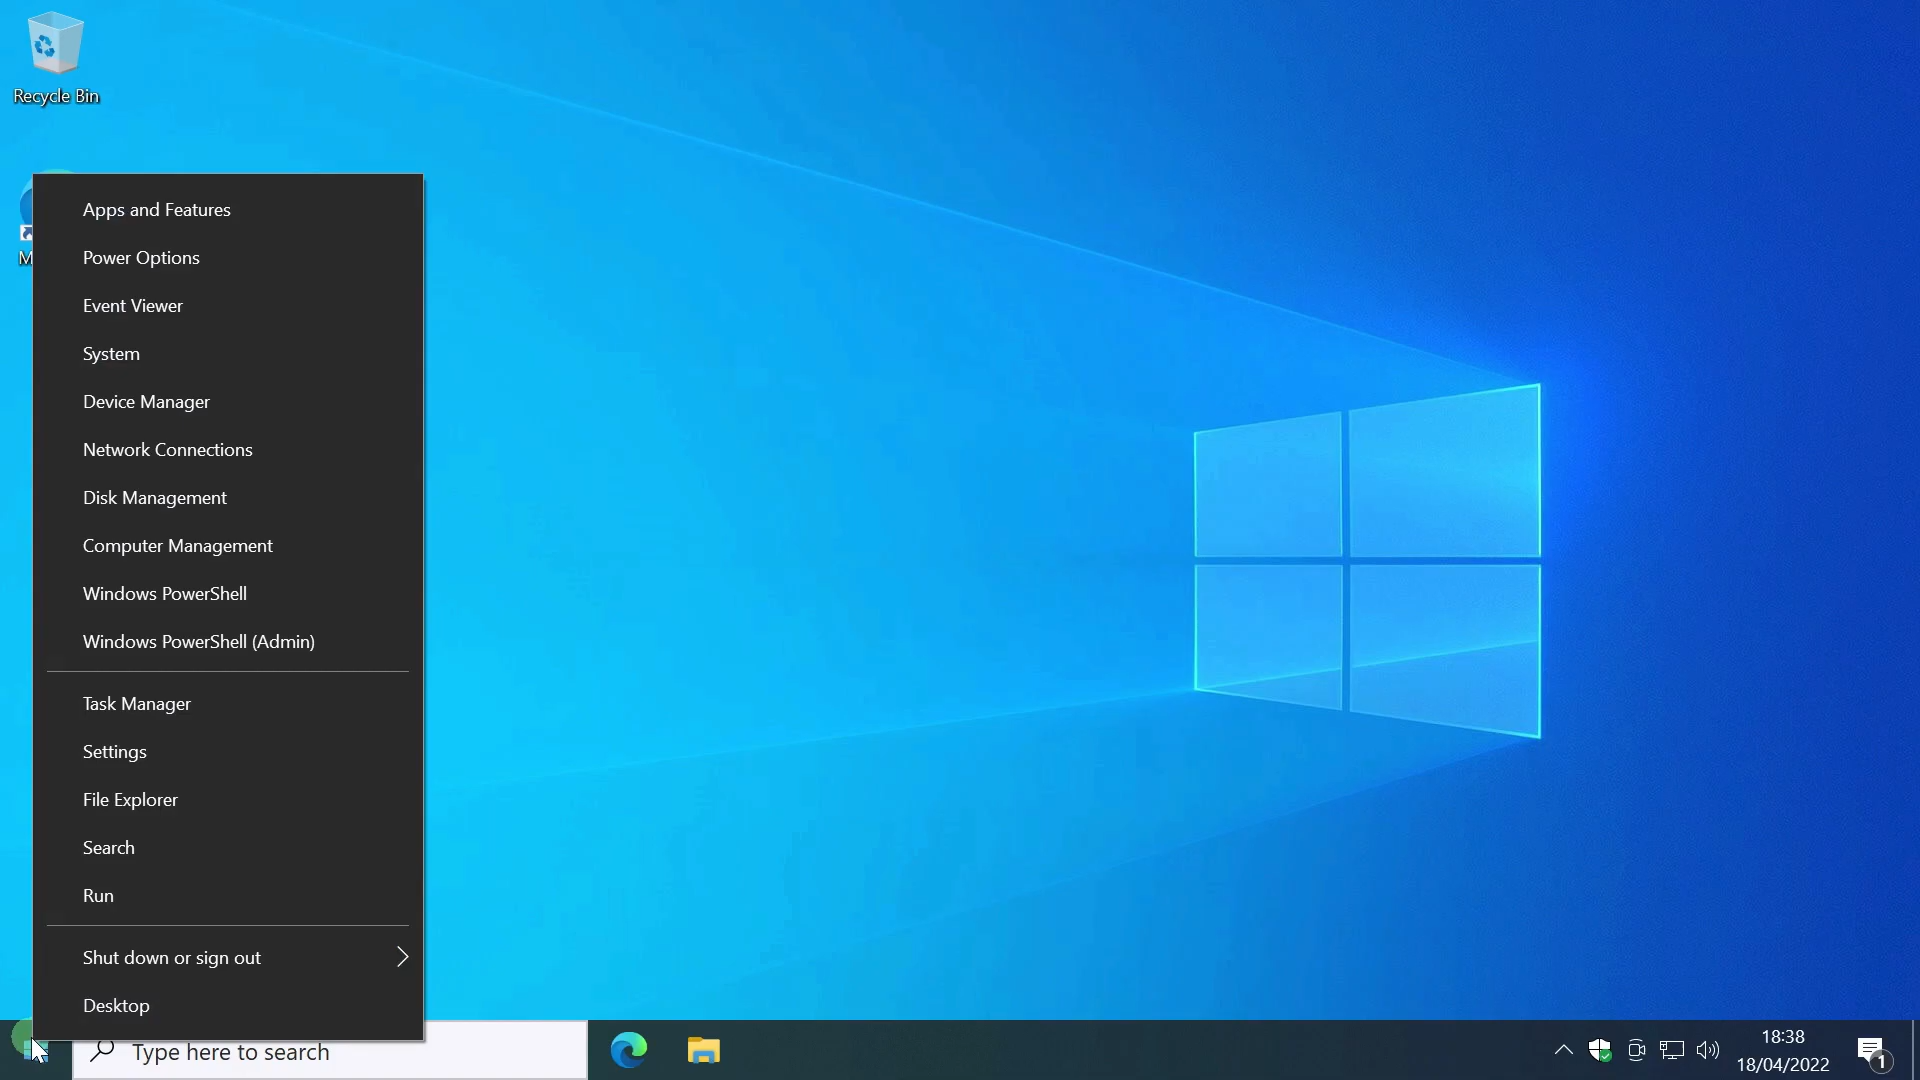 Recycle Bin
M
Apps and Features
Power Options
Event Viewer
System
Device Manager
Network Connections
Disk Management
Computer Management
Windows PowerShell
Windows PowerShell (Admin)
Task Manager
Settings
File Explorer
Search
Run
Shut down or sign out
Desktop
Type here to search
18:38
18/04/2022
1